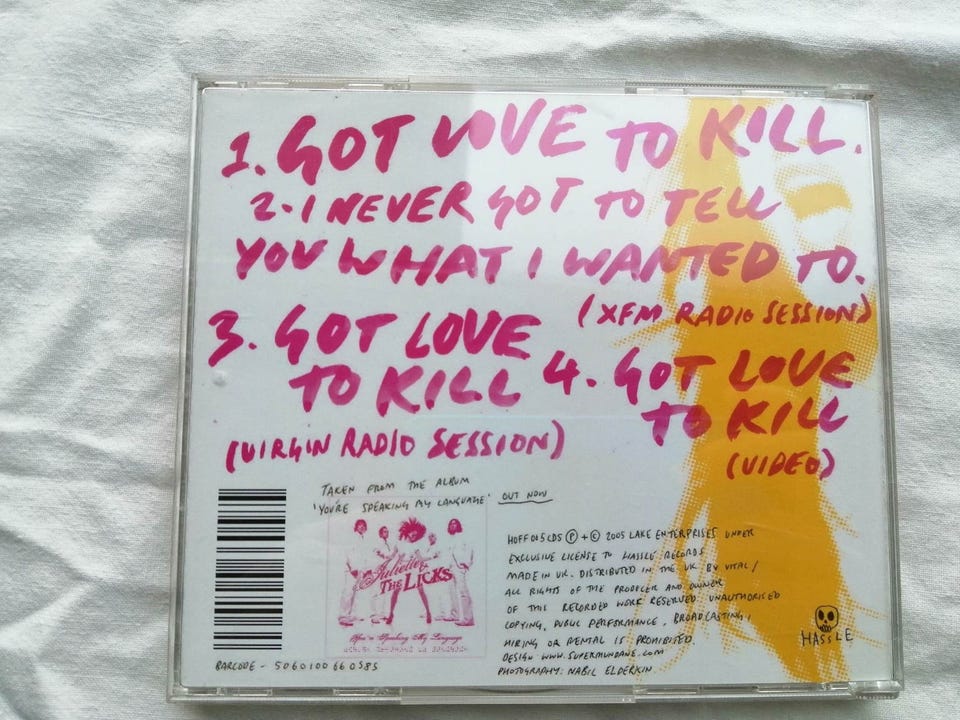 1. GOT LOVE TO KILL.
2. I NEVER GOT TO TELL
YOU WHAT I WANTED TO.
(XFM RADIO SESSION)
3. GOT LOVE
TO KILL
(VIRGIN RADIO SESSION)
4. GOT LOVE
TO KILL
(VIDEO)
TAKEN FROM THE ALBUM
'YOU'RE SPEAKING MY LANGUAGE' OUT NOW
Juliette &
THE LICKS
You're Speaking My Language
BARCODE - 5060100660585
HOFF 005CDS Ⓟ + © 2005 LAKE ENTERPRISES UNDER
EXCLUSIVE LICENSE TO HASSLE RECORDS
MADE IN UK. DISTRIBUTED IN THE UK BY VITAL/
ALL RIGHTS OF THE PRODUCER AND OWNER
OF THIS RECORDED WORK RESERVED. UNAUTHORISED
COPYING, PUBLIC PERFORMANCE, BROADCASTING,
HIRING OR RENTAL IS PROHIBITED
DESIGN WWW.SUPERMUNDANE.COM
PHOTOGRAPHY: NABIL ELDERKIN
HASSLE